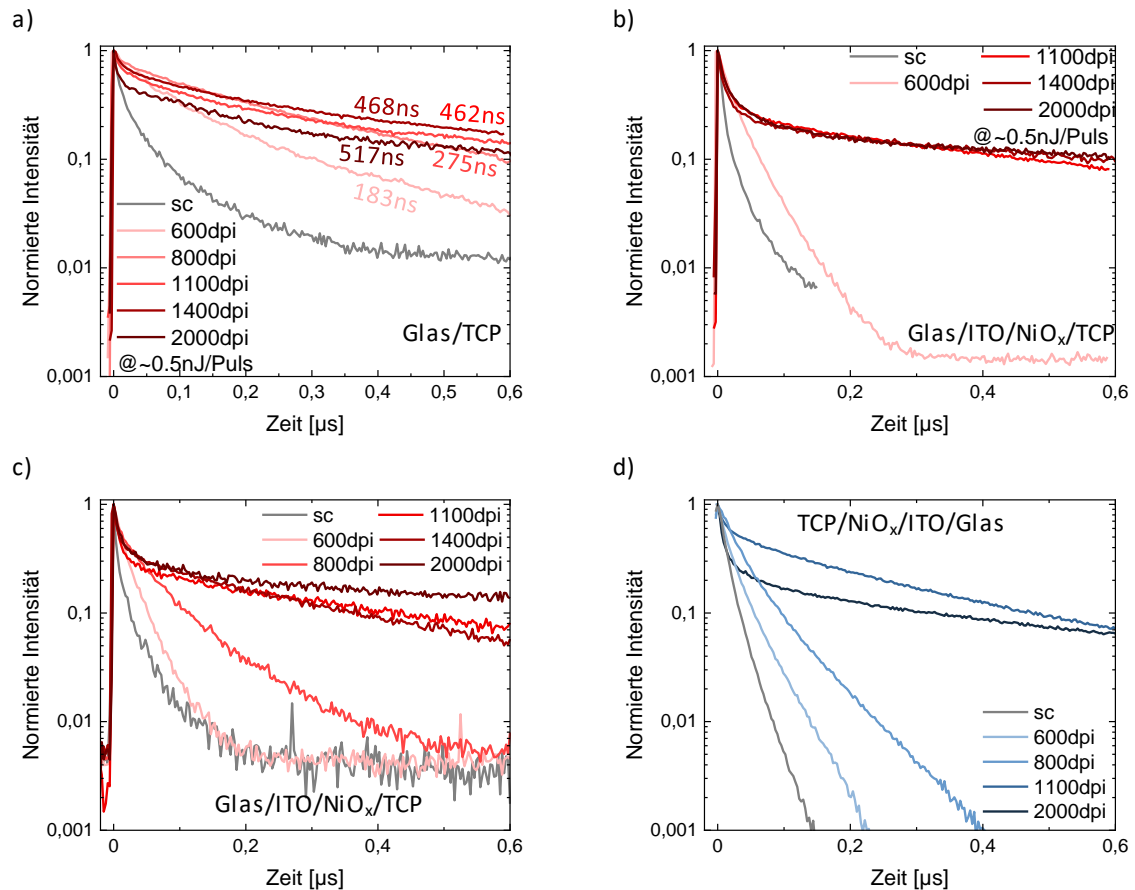 a)
Normierte Intensität
1
0,1
0,01
0,001
468ns
462ns
517ns
275ns
183ns
sc
600dpi
800dpi
1100dpi
1400dpi
2000dpi
@~0.5nJ/Puls
Glas/TCP
0 0,1 0,2 0,3 0,4 0,5 0,6
Zeit [µs]
b)
Normierte Intensität
1
0,1
0,01
0,001
sc
600dpi
1100dpi
1400dpi
2000dpi
@~0.5nJ/Puls
Glas/ITO/NiOₓ/TCP
0 0,2 0,4 0,6
Zeit [µs]
c)
Normierte Intensität
1
0,1
0,01
0,001
sc
600dpi
800dpi
1100dpi
1400dpi
2000dpi
Glas/ITO/NiOₓ/TCP
0 0,1 0,2 0,3 0,4 0,5 0,6
Zeit [µs]
d)
Normierte Intensität
1
0,1
0,01
0,001
TCP/NiOₓ/ITO/Glas
sc
600dpi
800dpi
1100dpi
2000dpi
0 0,2 0,4 0,6
Zeit [µs]